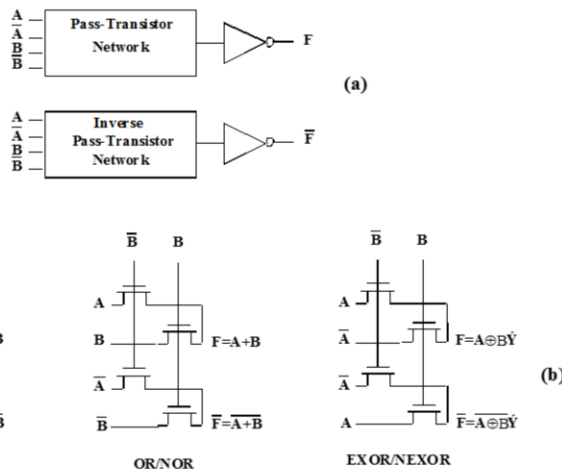 A
A̅
B
B̅
Pass-Transistor
Network
F
(a)
A
A̅
B
B̅
Inverse
Pass-Transistor
Network
F̅
B̅ B
A
B F=A+B
A̅
B̅ F̅=A̅+̅B̅
OR/NOR
B̅ B
A
A̅ F=A⊕BÝ
A̅
A F̅=A̅⊕̅B̅Ý
EXOR/NEXOR
(b)
B
B̅